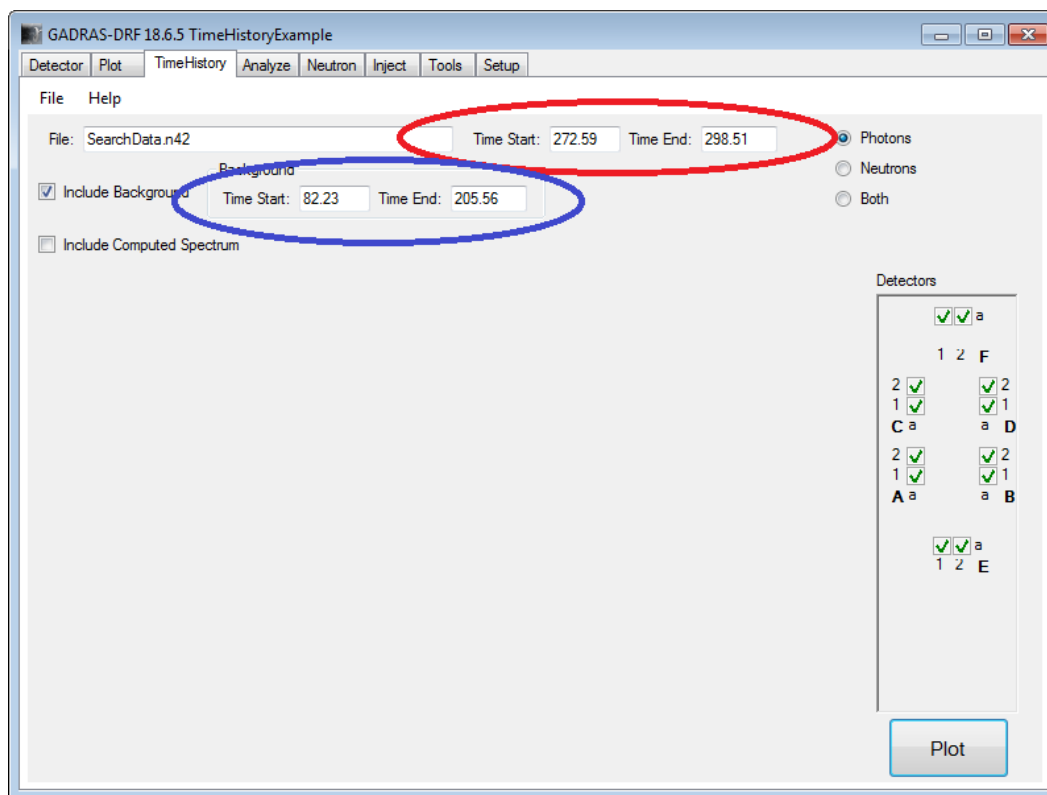 GADRAS-DRF 18.6.5 TimeHistoryExample
Detector Plot TimeHistory Analyze Neutron Inject Tools Setup
File Help
File: SearchData.n42 Time Start: 272.59 Time End: 298.51 Photons
Background Neutrons
Include Background Time Start: 82.23 Time End: 205.56 Both
Include Computed Spectrum
Detectors
a
1 2 F
2 2
1 1
C a a D
2 2
1 1
A a a B
a
1 2 E
Plot